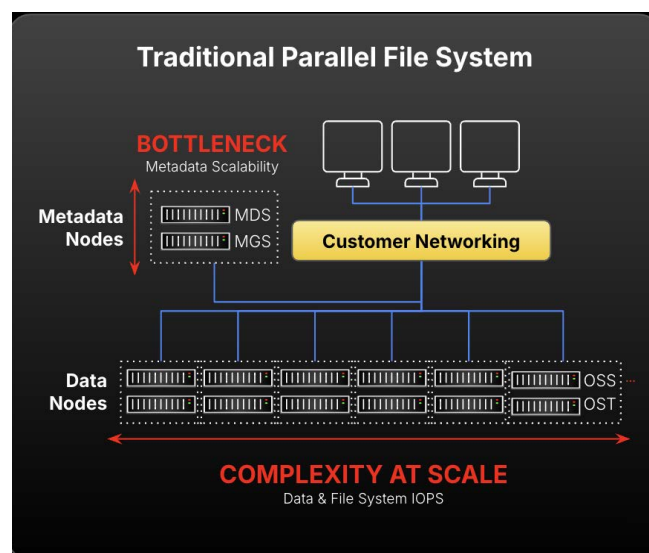 Traditional Parallel File System
BOTTLENECK
Metadata Scalability
Metadata
Nodes
MDS
MGS
Customer Networking
Data
Nodes
OSS
OST
COMPLEXITY AT SCALE
Data & File System IOPS